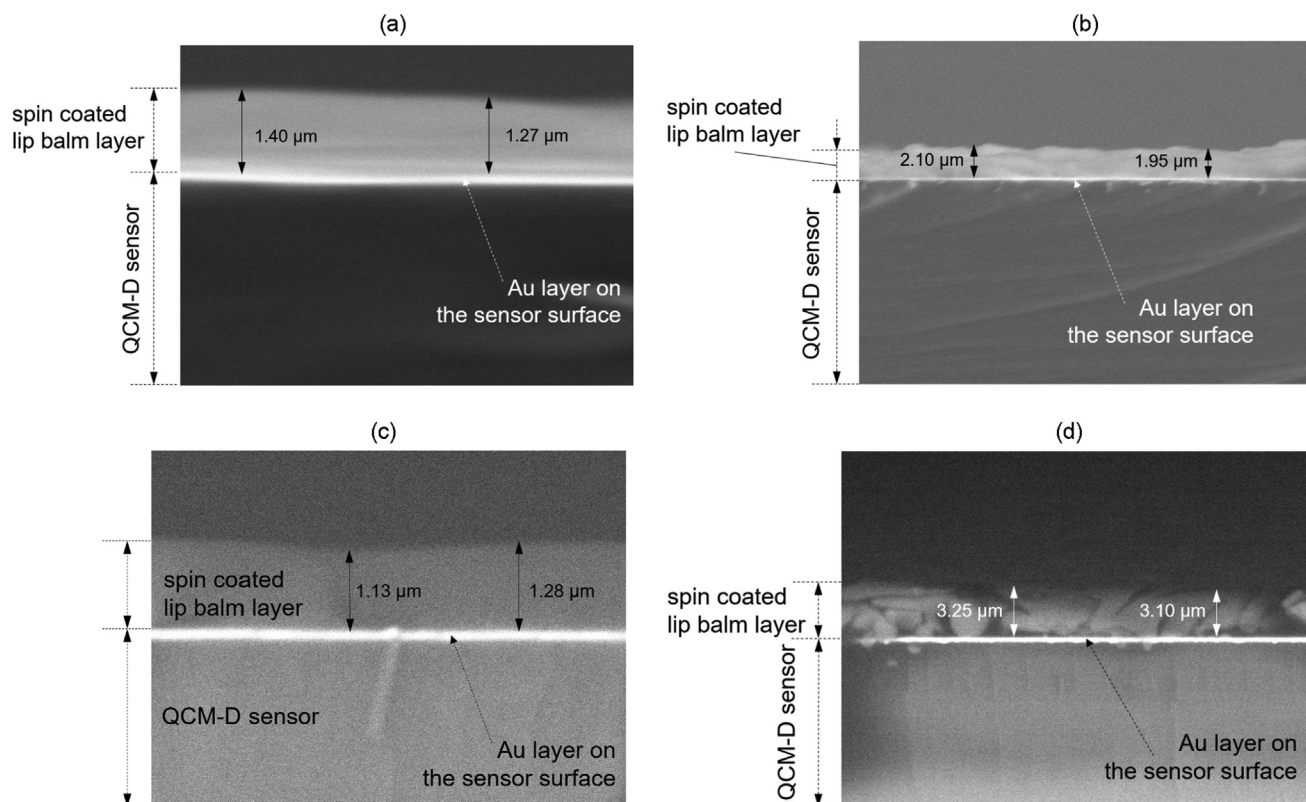 (a)
spin coated
lip balm layer
1.40 µm
1.27 µm
QCM-D sensor
Au layer on
the sensor surface
(b)
spin coated
lip balm layer
2.10 µm
1.95 µm
QCM-D sensor
Au layer on
the sensor surface
(c)
spin coated
lip balm layer
1.13 µm
1.28 µm
QCM-D sensor
Au layer on
the sensor surface
(d)
spin coated
lip balm layer
3.25 µm
3.10 µm
QCM-D sensor
Au layer on
the sensor surface